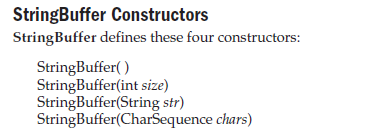 StringBuffer Constructors
StringBuffer defines these four constructors:
StringBuffer( )
StringBuffer(int size)
StringBuffer(String str)
StringBuffer(CharSequence chars)